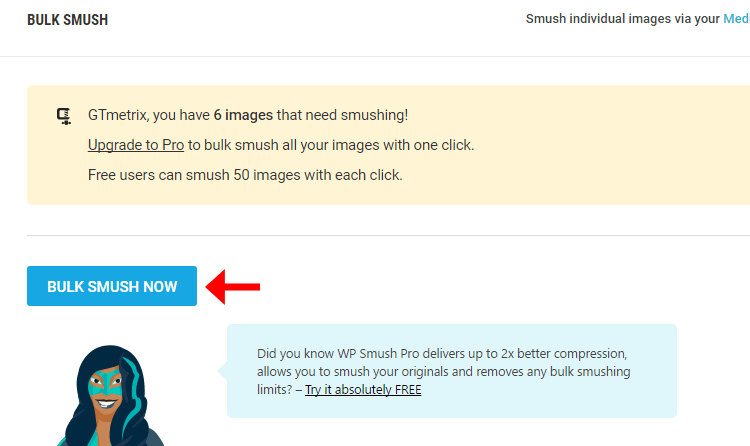 BULK SMUSH
Smush individual images via your Medi
GTmetrix, you have 6 images that need smushing!
Upgrade to Pro to bulk smush all your images with one click.
Free users can smush 50 images with each click.
BULK SMUSH NOW
Did you know WP Smush Pro delivers up to 2x better compression,
allows you to smush your originals and removes any bulk smushing
limits? – Try it absolutely FREE